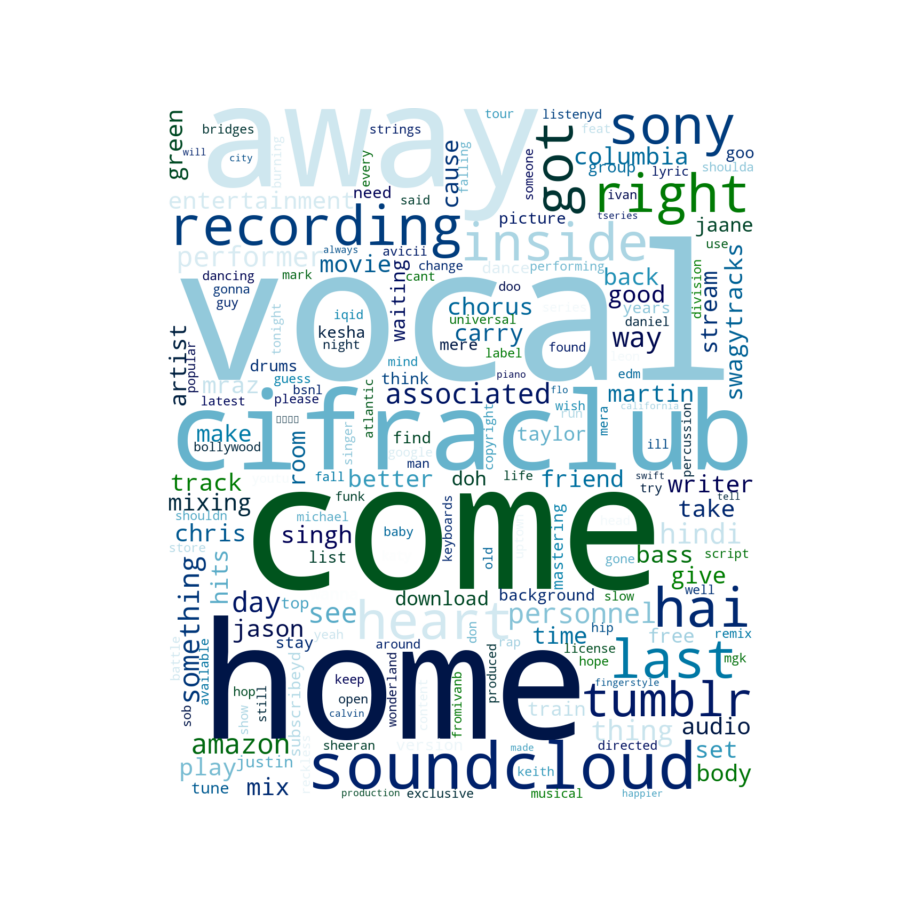 away
tour
listenyd
feat
sony
green
bridges
strings
will
city
burning
every
cause
falling
someone
got
columbia
goo
group
lyric
shoulda
need
said
entertainment
ivan
right
recording
picture
tseries
jaane
inside
use
performer
always
avicii
movie
change
dance
performing
back
dancing
mark
cant
waiting
gonna
doo
good
years
division
stream
swagytracks
guy
vocal
chorus
universal
daniel
iqid
kesha
carry
way
tonight
night
mere
label
found
artist
popular
drums
mind
piano
edm
mraz
guess
bsnl
think
associated
flo
martin
latest
please
atlantic
wish
california
cifraclub
run
mera
percussion
make
room
singer
find
copyright
taylor
ill
bollywood
google
man
track
fall
better
doh
life
friend
swift
try
writer
tell
mixing
funk
keyboards
take
shouldn
michael
chris
singh
baby
come
old
mastering
hindi
store
list
gone
bass
script
something
hits
give
download
background
slow
well
day
top
see
heart
personnel
hai
jason
yeah
don
time
hip
free
remix
stay
around
rap
license
battle
available
hope
last
mgk
home
subscribeyd
keep
wonderland
produced
fingerstyle
sob
hop
still
open
content
fromivanb
tumblr
show
calvin
train
thing
audio
amazon
sheeran
version
directed
set
made
play
justin
reckless
soundcloud
keith
body
tune
mix
production
exclusive
musical
happier